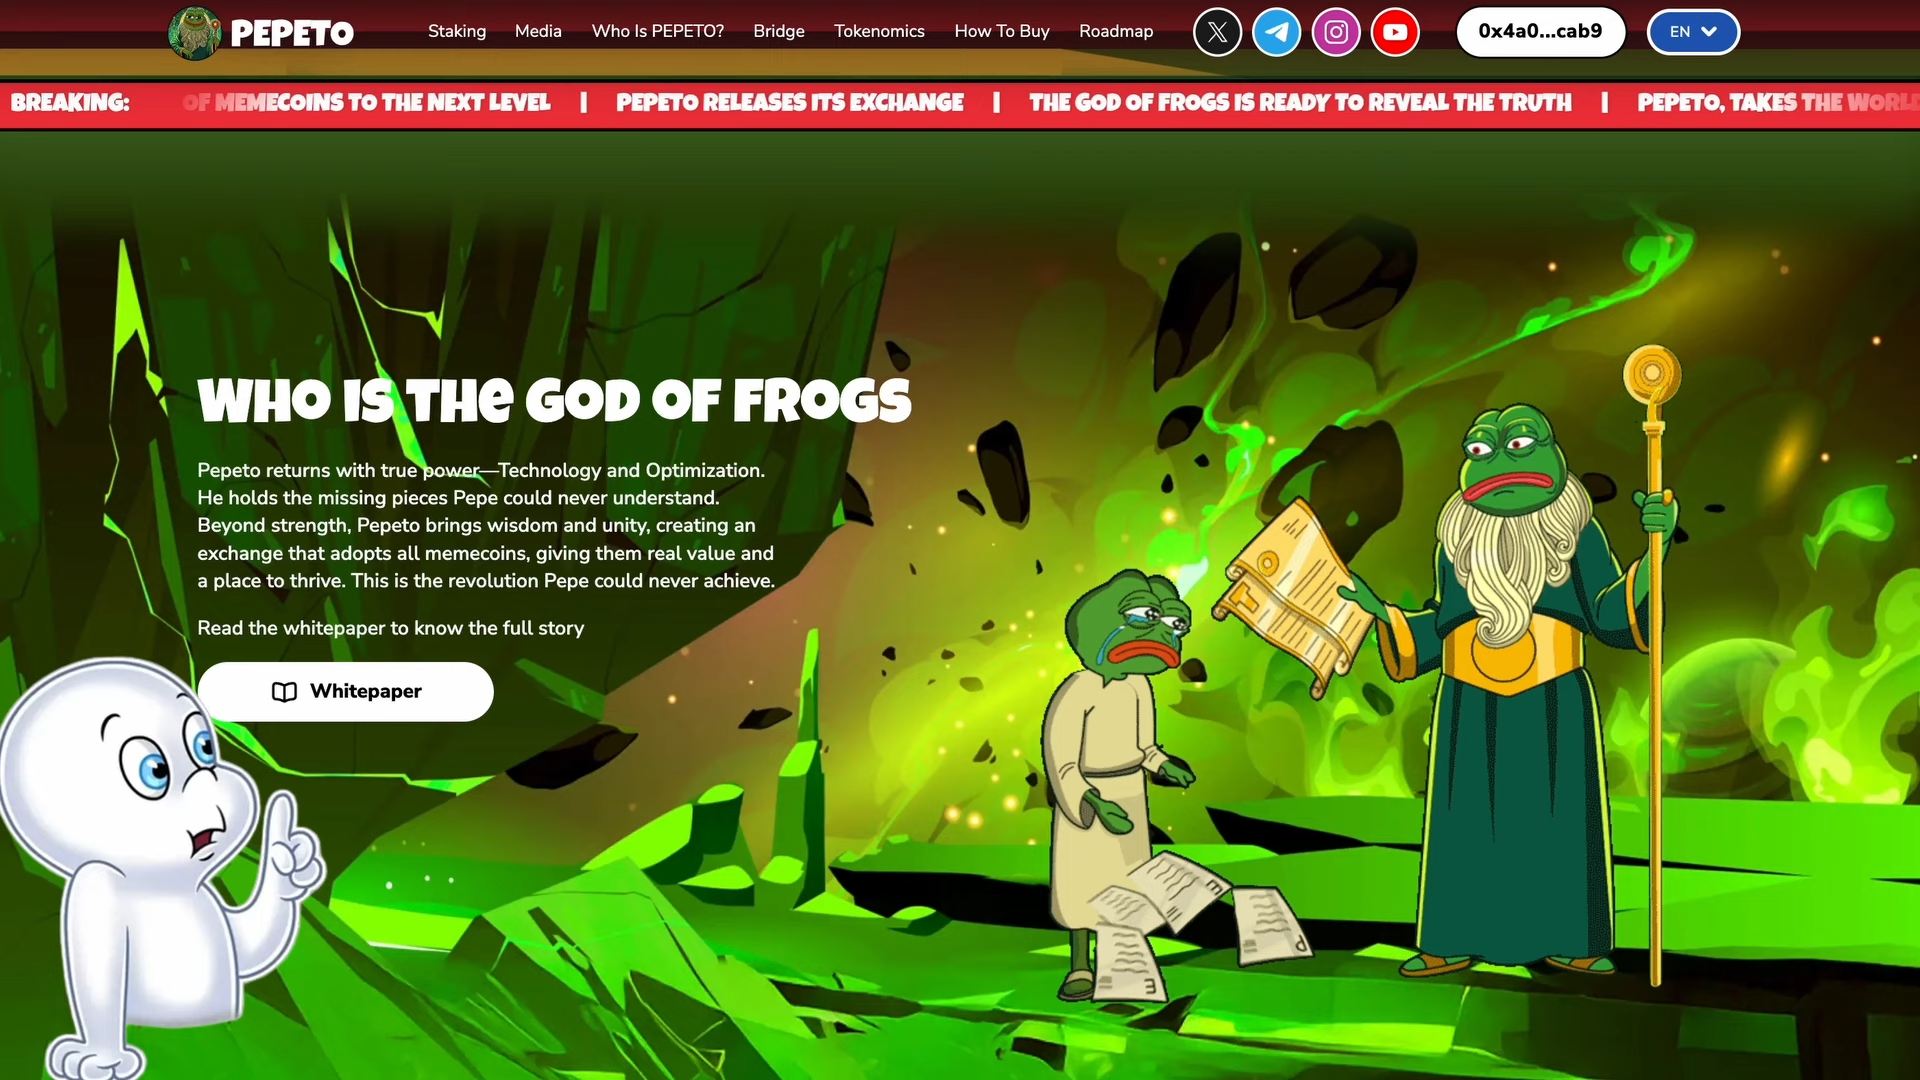 PEPETO
Staking Media Who Is PEPETO? Bridge Tokenomics How To Buy Roadmap 0x4a0...cab9 EN
BREAKING: OF MEMECOINS TO THE NEXT LEVEL | PEPETO RELEASES ITS EXCHANGE | THE GOD OF FROGS IS READY TO REVEAL THE TRUTH | PEPETO, TAKES THE WORLD
WHO IS THE GOD OF FROGS
Pepeto returns with true power—Technology and Optimization.
He holds the missing pieces Pepe could never understand.
Beyond strength, Pepeto brings wisdom and unity, creating an
exchange that adopts all memecoins, giving them real value and
a place to thrive. This is the revolution Pepe could never achieve.
Read the whitepaper to know the full story
Whitepaper